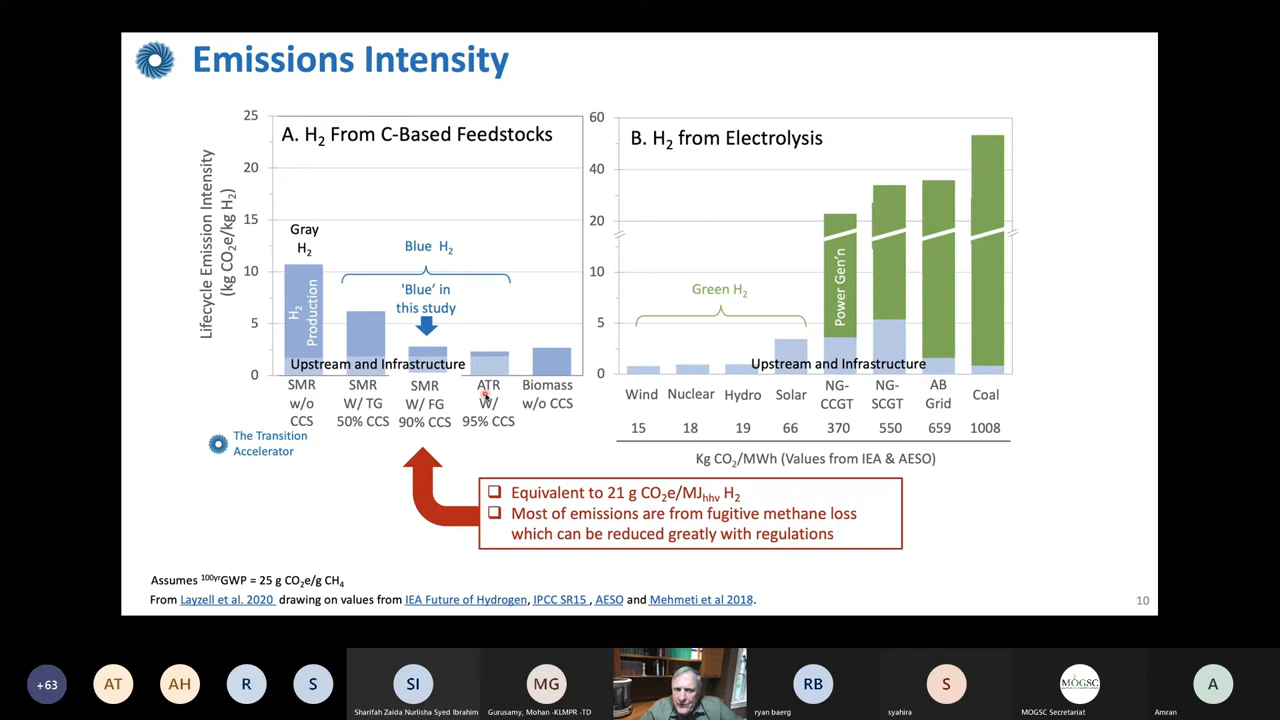 Emissions Intensity
Lifecycle Emission Intensity
(kg CO₂e/kg H₂)
25
20
15
10
5
0
A. H₂ From C-Based Feedstocks
Gray
H₂
Blue H₂
'Blue' in
this study
H₂
Production
Upstream and Infrastructure
SMR
w/o
CCS
SMR
W/ TG
50% CCS
SMR
W/ FG
90% CCS
ATR
W/
95% CCS
Biomass
w/o CCS
60
40
20
10
5
0
B. H₂ from Electrolysis
Green H₂
Power Gen'n
Upstream and Infrastructure
Wind
Nuclear
Hydro
Solar
NG-
CCGT
NG-
SCGT
AB
Grid
Coal
15 18 19 66 370 550 659 1008
Kg CO₂/MWh (Values from IEA & AESO)
The Transition
Accelerator
❑ Equivalent to 21 g CO₂e/MJhhv H₂
❑ Most of emissions are from fugitive methane loss
which can be reduced greatly with regulations
Assumes ¹⁰⁰ʸʳGWP = 25 g CO₂e/g CH₄
From Layzell et al. 2020 drawing on values from IEA Future of Hydrogen, IPCC SR15 , AESO and Mehmeti et al 2018.
10
+63
AT
AH
R
S
SI
Sharifah Zaida Nurlisha Syed Ibrahim
MG
Gurusamy, Mohan -KLMPR -TD
RB
ryan baerg
S
syahira
MOGSC
MOGSC Secretariat
A
Amran